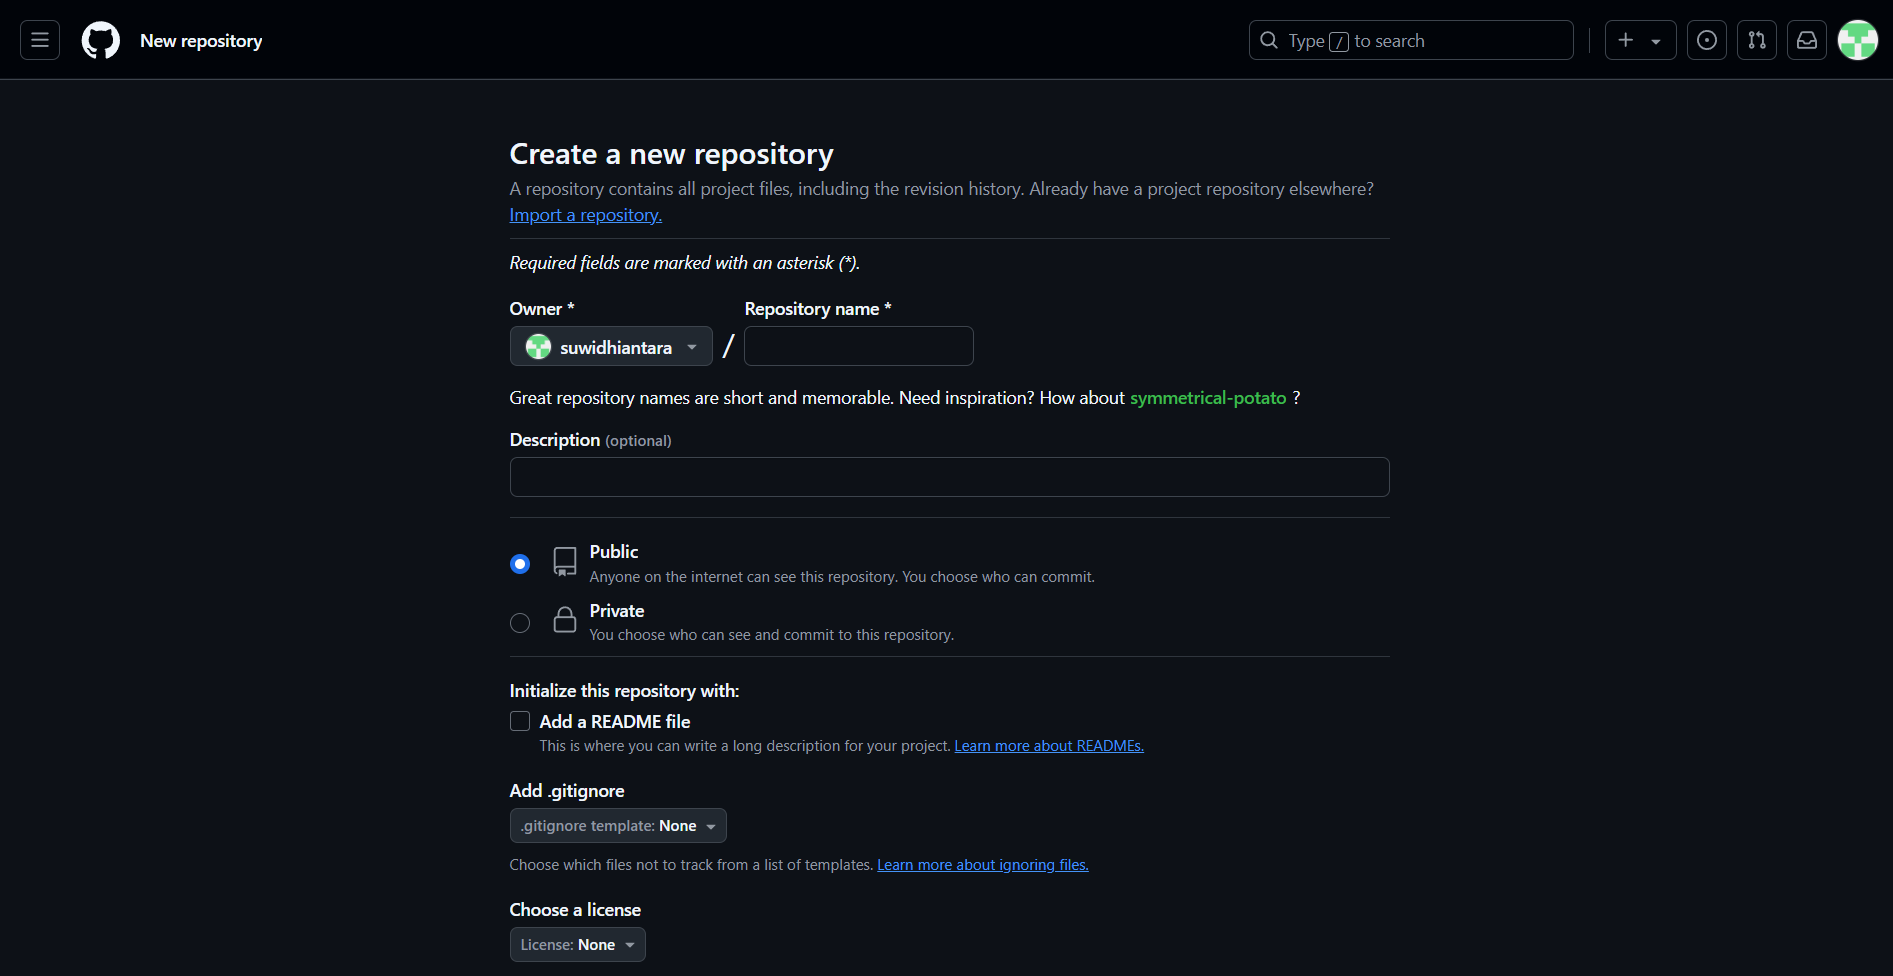 New repository
Type / to search
Create a new repository
A repository contains all project files, including the revision history. Already have a project repository elsewhere?
Import a repository.
Required fields are marked with an asterisk (*).
Owner * Repository name *
suwidhiantara /
Great repository names are short and memorable. Need inspiration? How about symmetrical-potato ?
Description (optional)
Public
Anyone on the internet can see this repository. You choose who can commit.
Private
You choose who can see and commit to this repository.
Initialize this repository with:
Add a README file
This is where you can write a long description for your project. Learn more about READMEs.
Add .gitignore
.gitignore template: None
Choose which files not to track from a list of templates. Learn more about ignoring files.
Choose a license
License: None